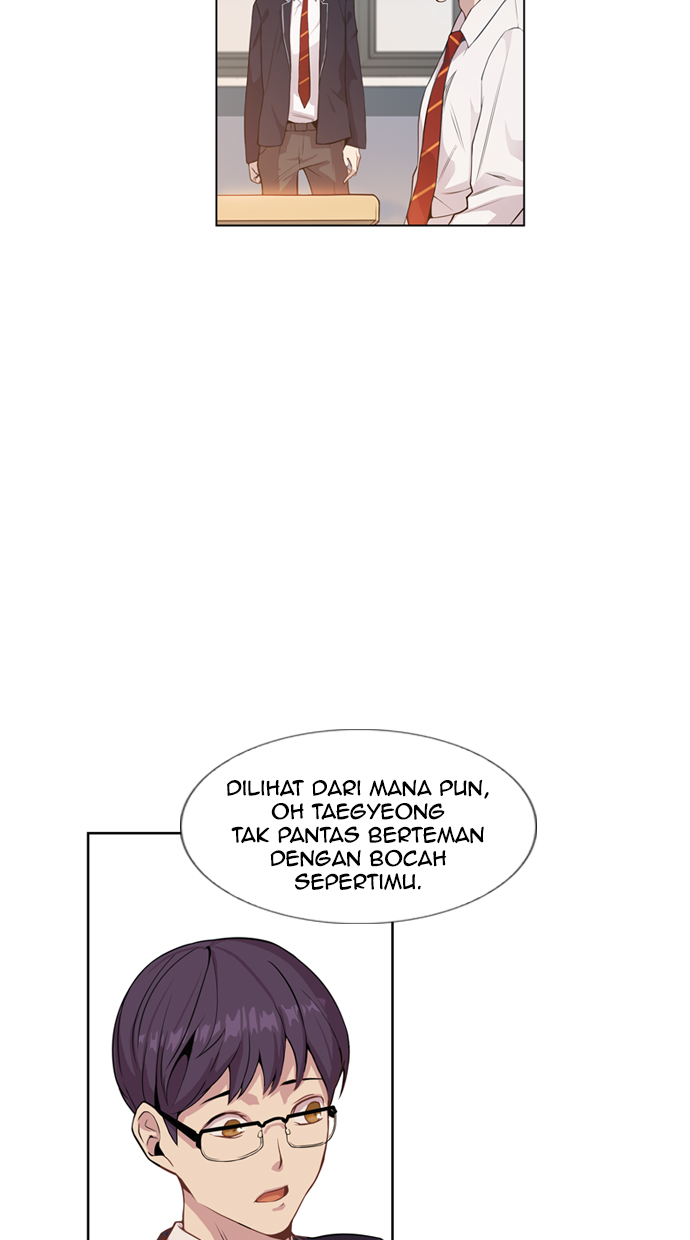 DILIHAT DARI MANA PUN,
OH TAEGYEONG
TAK PANTAS BERTEMAN
DENGAN BOCAH
SEPERTIMU.